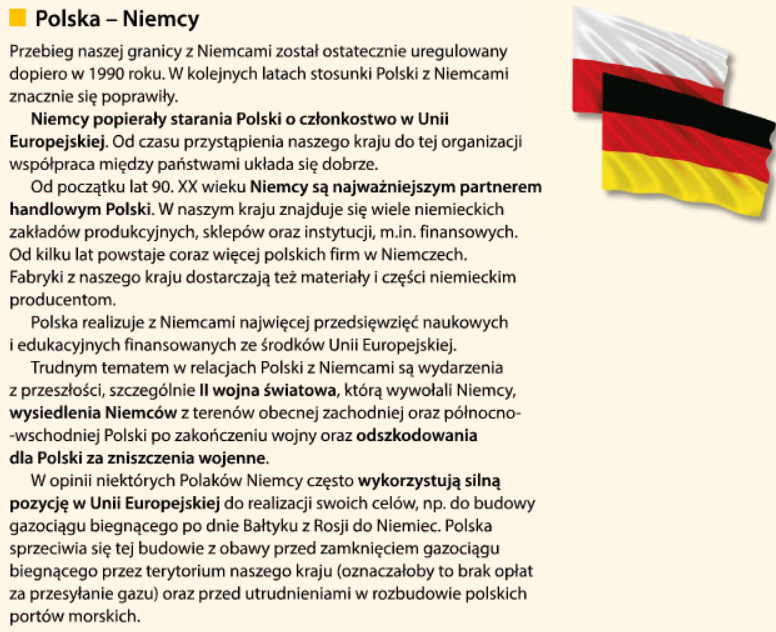 Polska – Niemcy
Przebieg naszej granicy z Niemcami został ostatecznie uregulowany
dopiero w 1990 roku. W kolejnych latach stosunki Polski z Niemcami
znacznie się poprawiły.
Niemcy popierały starania Polski o członkostwo w Unii
Europejskiej. Od czasu przystąpienia naszego kraju do tej organizacji
współpraca między państwami układa się dobrze.
Od początku lat 90. XX wieku Niemcy są najważniejszym partnerem
handlowym Polski. W naszym kraju znajduje się wiele niemieckich
zakładów produkcyjnych, sklepów oraz instytucji, m.in. finansowych.
Od kilku lat powstaje coraz więcej polskich firm w Niemczech.
Fabryki z naszego kraju dostarczają też materiały i części niemieckim
producentom.
Polska realizuje z Niemcami najwięcej przedsięwzięć naukowych
i edukacyjnych finansowanych ze środków Unii Europejskiej.
Trudnym tematem w relacjach Polski z Niemcami są wydarzenia
z przeszłości, szczególnie II wojna światowa, którą wywołali Niemcy,
wysiedlenia Niemców z terenów obecnej zachodniej oraz północno-
-wschodniej Polski po zakończeniu wojny oraz odszkodowania
dla Polski za zniszczenia wojenne.
W opinii niektórych Polaków Niemcy często wykorzystują silną
pozycję w Unii Europejskiej do realizacji swoich celów, np. do budowy
gazociągu biegnącego po dnie Bałtyku z Rosji do Niemiec. Polska
sprzeciwia się tej budowie z obawy przed zamknięciem gazociągu
biegnącego przez terytorium naszego kraju (oznaczałoby to brak opłat
za przesyłanie gazu) oraz przed utrudnieniami w rozbudowie polskich
portów morskich.